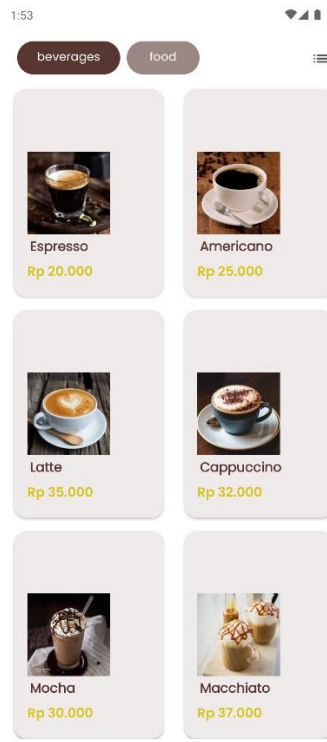 1:53
beverages food
Espresso Americano
Rp 20.000 Rp 25.000
Latte Cappuccino
Rp 35.000 Rp 32.000
Mocha Macchiato
Rp 30.000 Rp 37.000